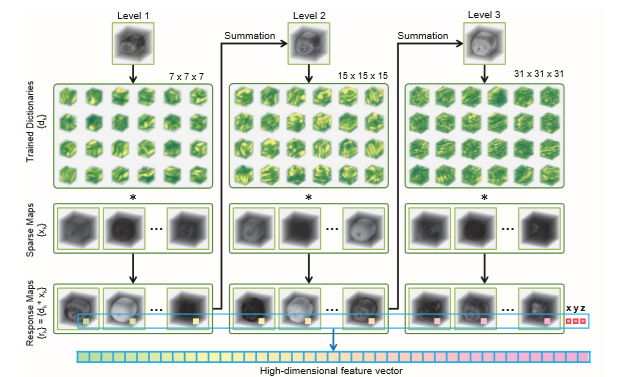 Level 1
Level 2
Level 3
Summation
Summation
7 x 7 x 7
15 x 15 x 15
31 x 31 x 31
Trained Dictionaries
{dₖ}
* * *
Sparse Maps
{xₖ}
... ... ...
Response Maps
{rₖ} = {dₖ * xₖ}
... ... ...
x y z
High-dimensional feature vector